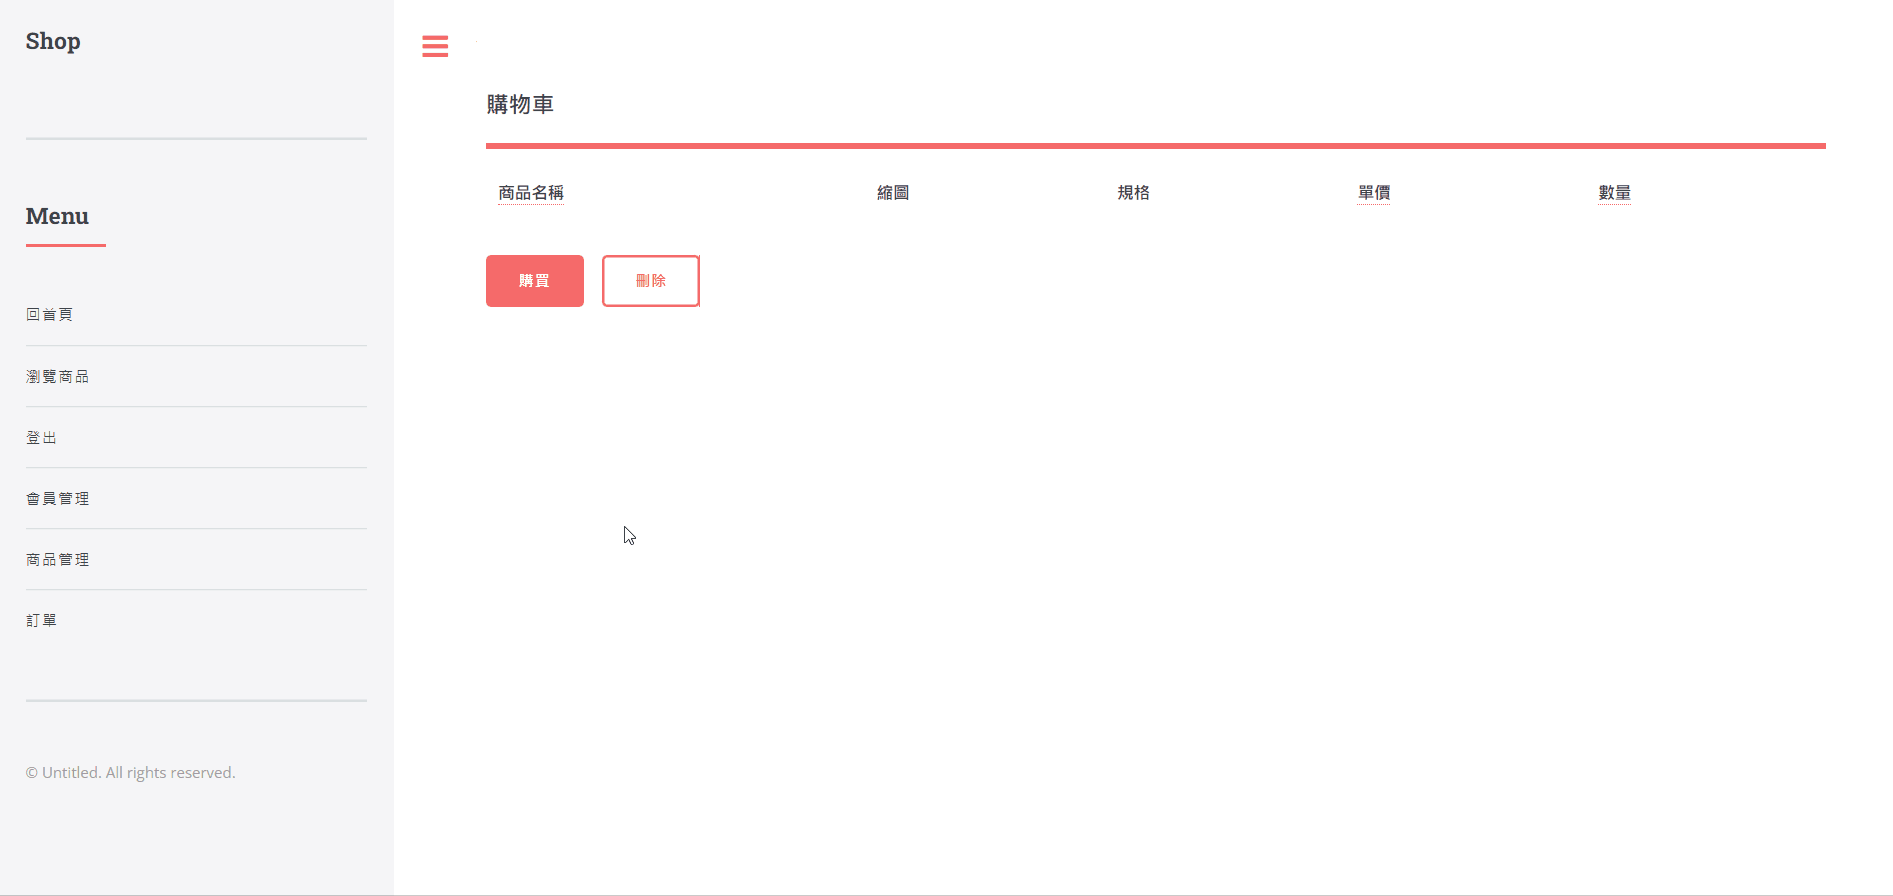 Shop
Menu
回首頁
瀏覽商品
登出
會員管理
商品管理
訂單
© Untitled. All rights reserved.
購物車
商品名稱 縮圖 規格 單價 數量
購買 刪除